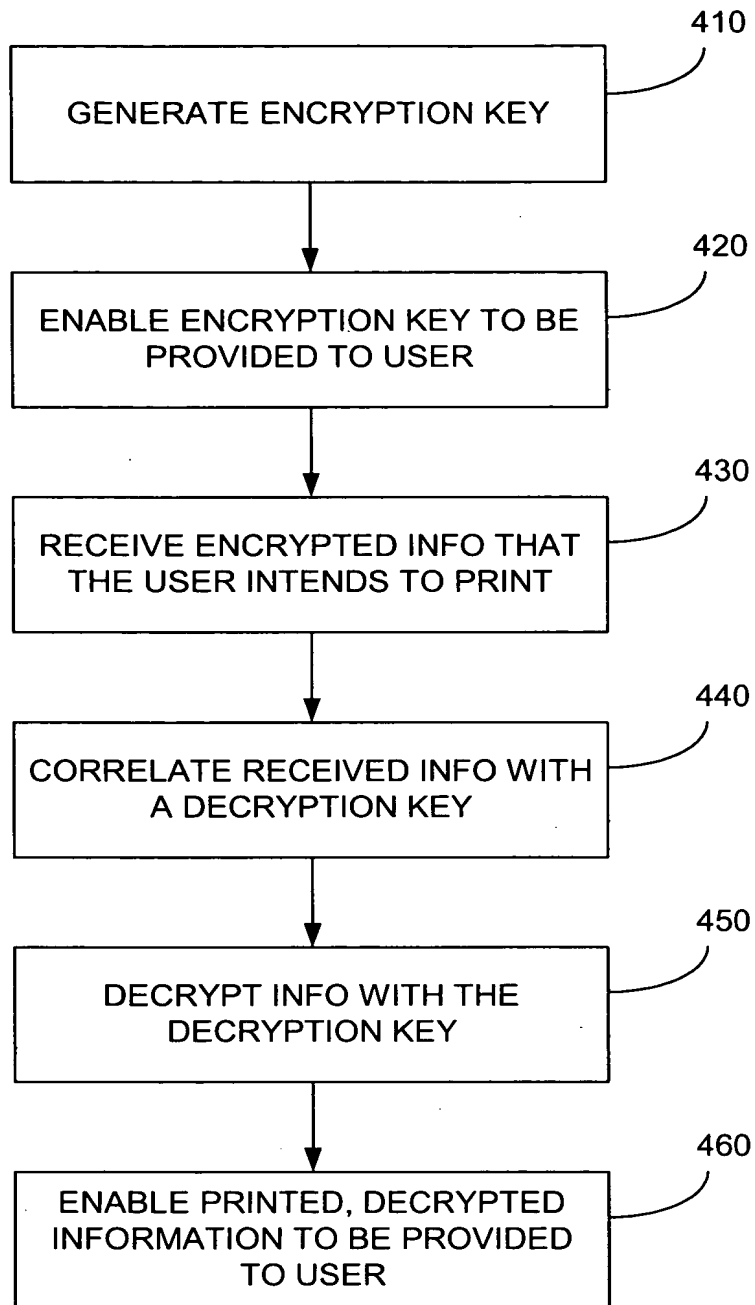 410
GENERATE ENCRYPTION KEY
420
ENABLE ENCRYPTION KEY TO BE
PROVIDED TO USER
430
RECEIVE ENCRYPTED INFO THAT
THE USER INTENDS TO PRINT
440
CORRELATE RECEIVED INFO WITH
A DECRYPTION KEY
450
DECRYPT INFO WITH THE
DECRYPTION KEY
460
ENABLE PRINTED, DECRYPTED
INFORMATION TO BE PROVIDED
TO USER